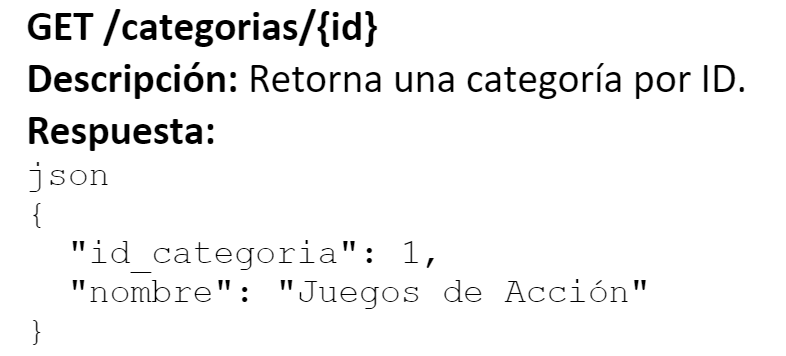 GET /categorias/{id}
Descripción: Retorna una categoría por ID.
Respuesta:
json
{
  "id_categoria": 1,
  "nombre": "Juegos de Acción"
}